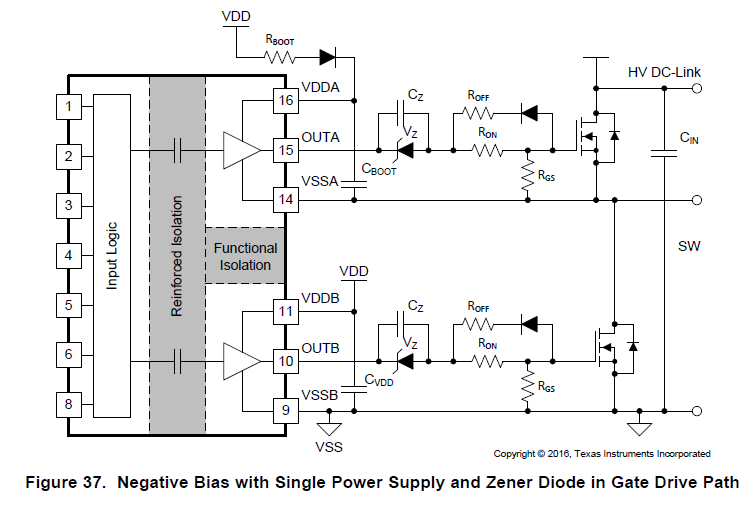 VDD
RBOOT
HV DC-Link
VDDA
1
16
CZ
ROFF
VZ
RON
OUTA
CIN
2
15
CBOOT
RGS
VSSA
3
14
Input Logic
Reinforced Isolation
4
Functional
Isolation
SW
VDD
5
VDDB
11
CZ
ROFF
VZ
RON
OUTB
6
10
CVDD
RGS
VSSB
8
9
VSS
Copyright © 2016, Texas Instruments Incorporated
Figure 37. Negative Bias with Single Power Supply and Zener Diode in Gate Drive Path